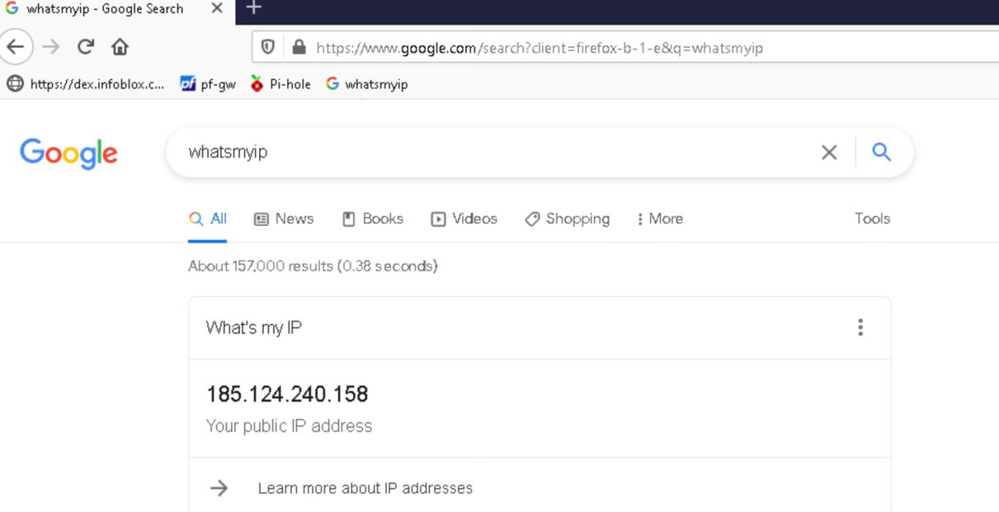 whatsmyip - Google Search
https://www.google.com/search?client=firefox-b-1-e&q=whatsmyip
https://dex.infoblox.c... pf pf-gw Pi-hole whatsmyip
Google whatsmyip
All News Books Videos Shopping More Tools
About 157,000 results (0.38 seconds)
What's my IP
185.124.240.158
Your public IP address
Learn more about IP addresses